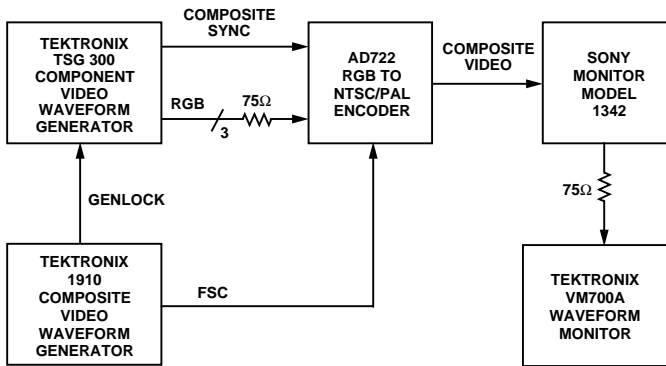 COMPOSITE
SYNC
TEKTRONIX
TSG 300
COMPONENT
VIDEO
WAVEFORM
GENERATOR
RGB
75Ω
3
AD722
RGB TO
NTSC/PAL
ENCODER
COMPOSITE
VIDEO
SONY
MONITOR
MODEL
1342
75Ω
GENLOCK
TEKTRONIX
1910
COMPOSITE
VIDEO
WAVEFORM
GENERATOR
FSC
TEKTRONIX
VM700A
WAVEFORM
MONITOR